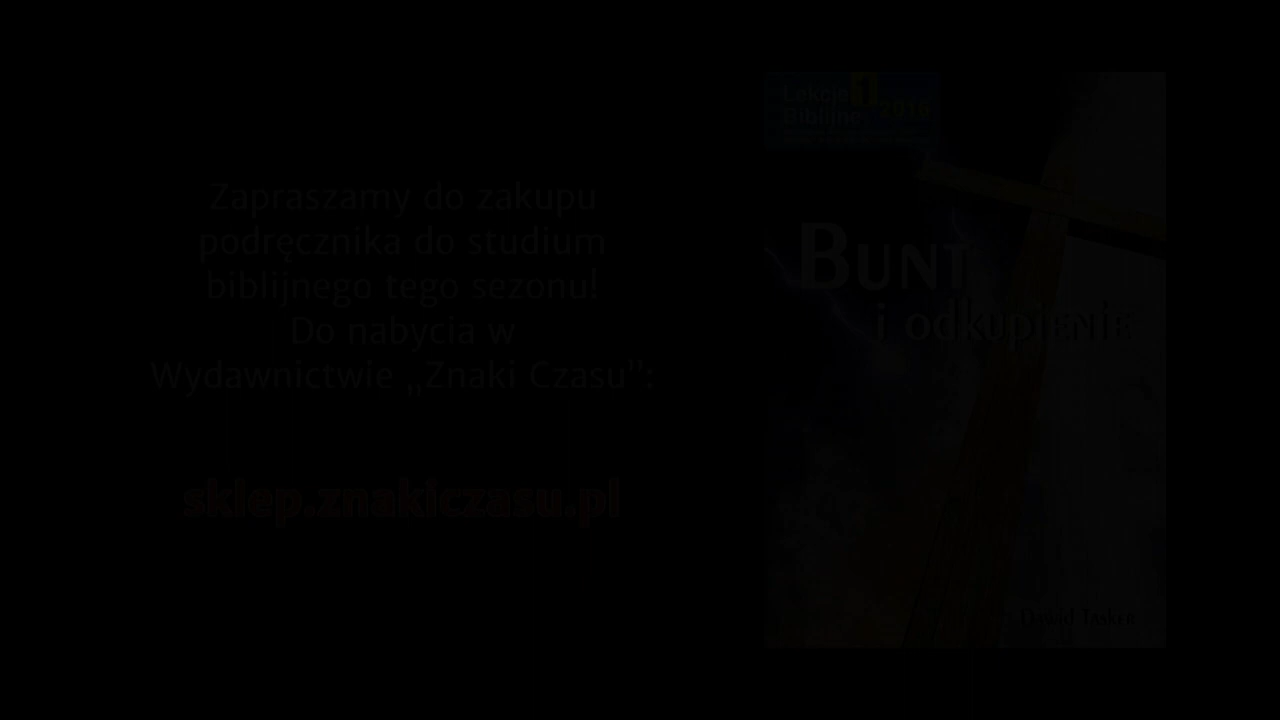 Zapraszamy do zakupu
podręcznika do studium
biblijnego tego sezonu!
Do nabycia w
Wydawnictwie „Znaki Czasu”:
sklep.znakiczasu.pl
Lekcje 1 2016
Biblijne
BUNT
i odkupienie
David Tasker